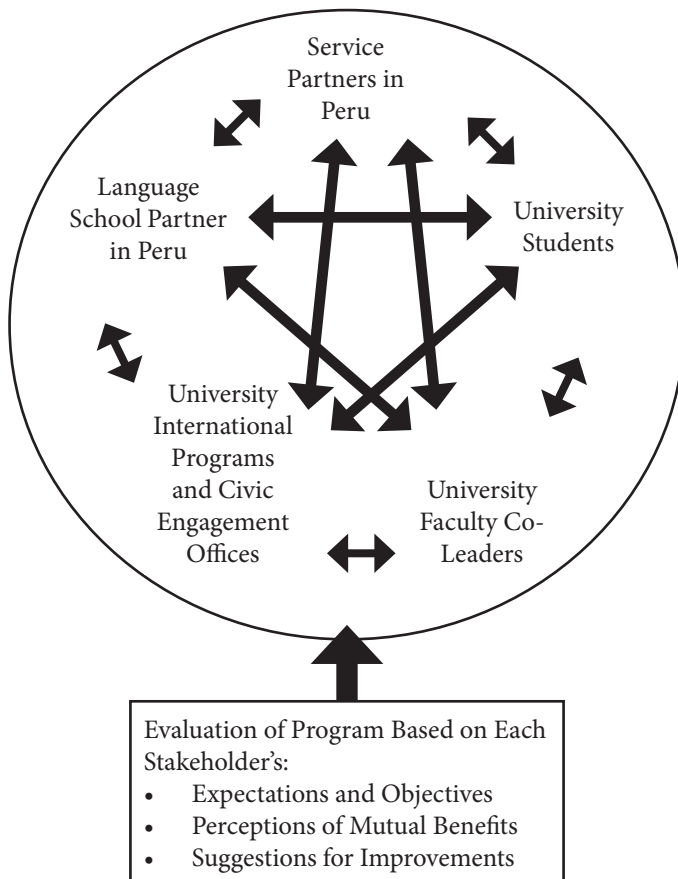 Service
Partners in
Peru
Language
School Partner
in Peru
University
Students
University
International
Programs
and Civic
Engagement
Offices
University
Faculty Co-
Leaders
Evaluation of Program Based on Each
Stakeholder's:
• Expectations and Objectives
• Perceptions of Mutual Benefits
• Suggestions for Improvements